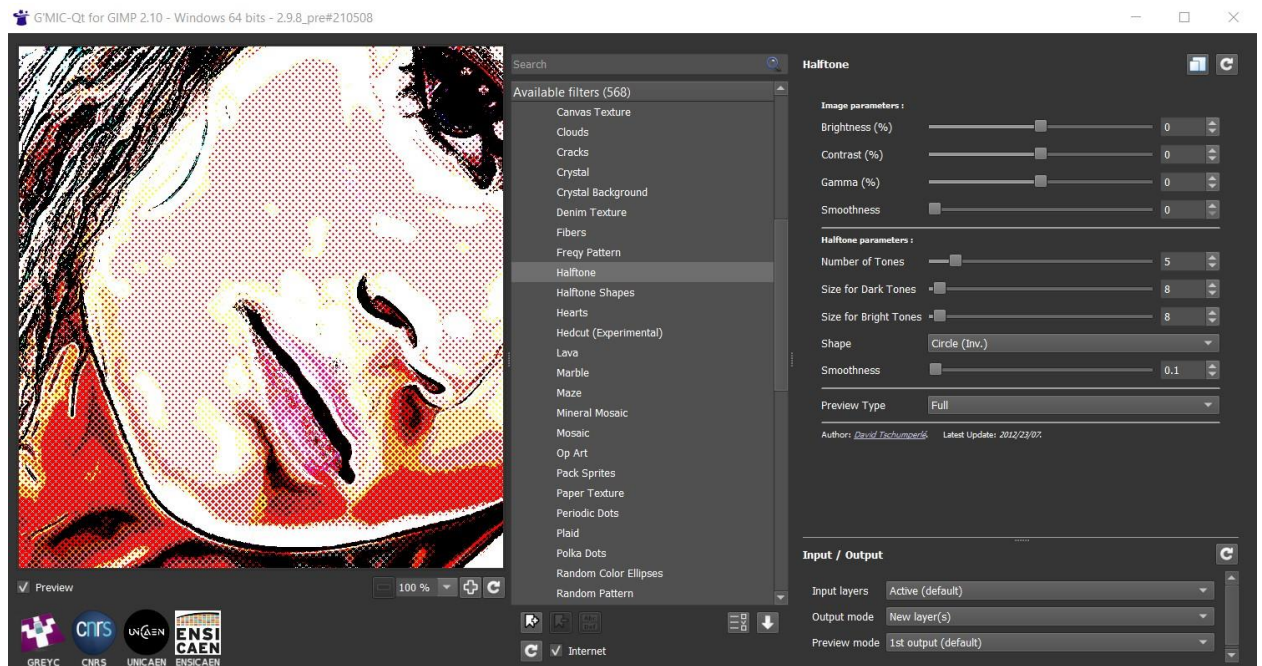 G'MIC-Qt for GIMP 2.10 - Windows 64 bits - 2.9.8_pre#210508
Search
Available filters (568)
Canvas Texture
Clouds
Cracks
Crystal
Crystal Background
Denim Texture
Fibers
Freqy Pattern
Halftone
Halftone Shapes
Hearts
Hedcut (Experimental)
Lava
Marble
Maze
Mineral Mosaic
Mosaic
Op Art
Pack Sprites
Paper Texture
Periodic Dots
Plaid
Polka Dots
Random Color Ellipses
Random Pattern
Internet
Halftone
Image parameters :
Brightness (%) 0
Contrast (%) 0
Gamma (%) 0
Smoothness 0
Halftone parameters :
Number of Tones 5
Size for Dark Tones 8
Size for Bright Tones 8
Shape Circle (Inv.)
Smoothness 0.1
Preview Type Full
Author: David Tschumperlé. Latest Update: 2012/23/07.
Input / Output
Input layers Active (default)
Output mode New layer(s)
Preview mode 1st output (default)
Preview
100 %
cnrs
UNICAEN
ENSI
CAEN
GREYC CNRS UNICAEN ENSICAEN